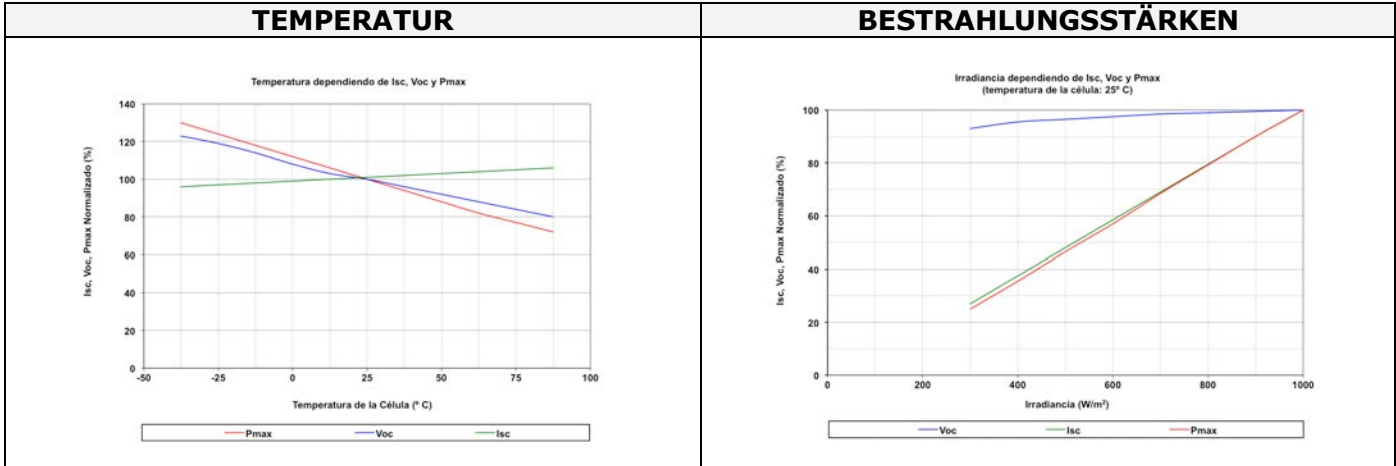 TEMPERATUR
BESTRAHLUNGSSTÄRKEN
Temperatura dependiendo de Isc, Voc y Pmax
Isc, Voc, Pmax Normalizado (%)
140
120
100
80
60
40
20
0
-50 -25 0 25 50 75 100
Temperatura de la Célula (º C)
Pmax Voc Isc
Irradiancia dependiendo de Isc, Voc y Pmax
(temperatura de la célula: 25º C)
Isc, Voc, Pmax Normalizado (%)
100
80
60
40
20
0
0 200 400 600 800 1000
Irradiancia (W/m²)
Voc Isc Pmax